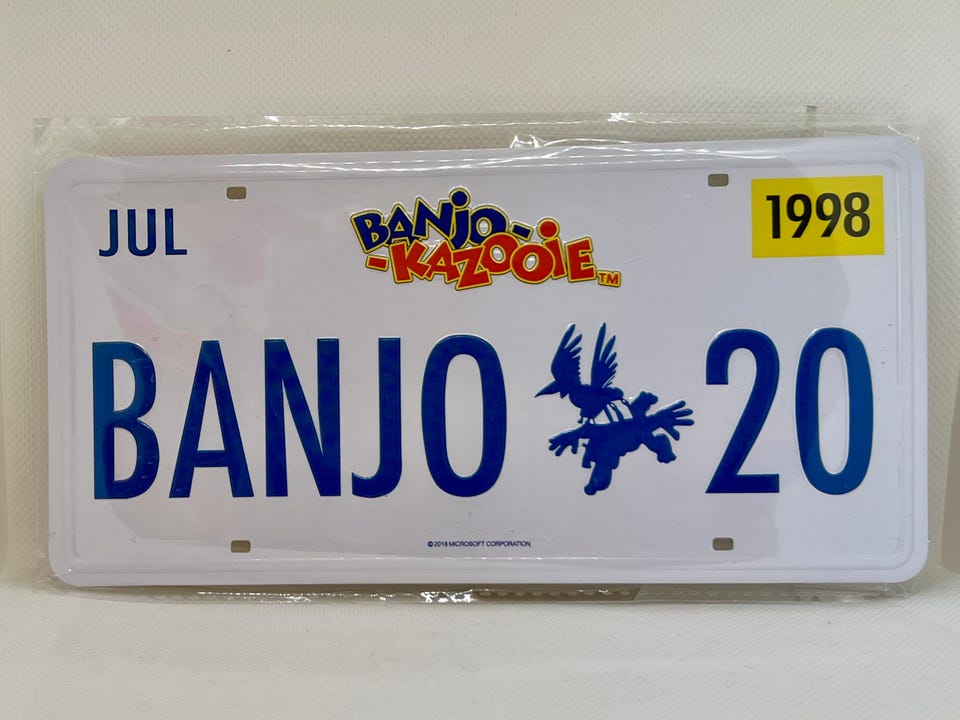 JUL
BANJO-
-KAZOOIE™
1998
BANJO 20
©2018 MICROSOFT CORPORATION